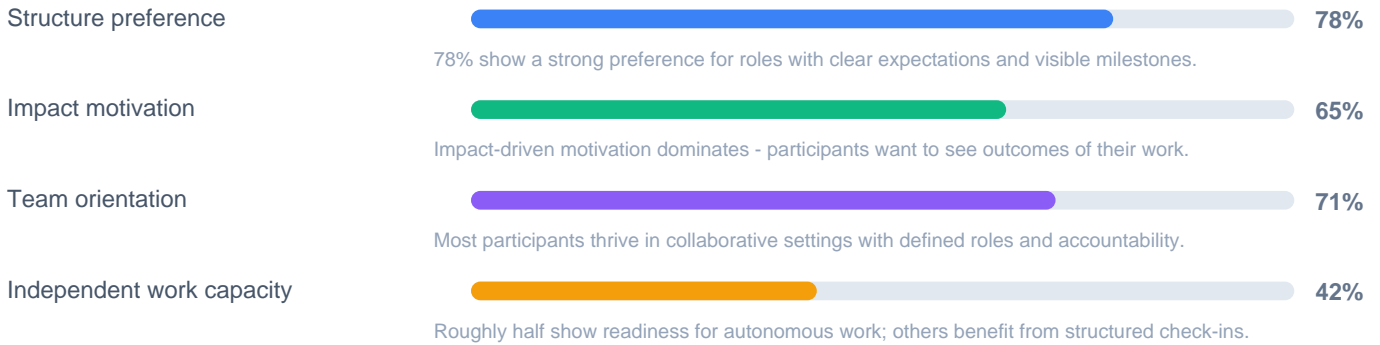 Structure preference 78%
78% show a strong preference for roles with clear expectations and visible milestones.
Impact motivation 65%
Impact-driven motivation dominates - participants want to see outcomes of their work.
Team orientation 71%
Most participants thrive in collaborative settings with defined roles and accountability.
Independent work capacity 42%
Roughly half show readiness for autonomous work; others benefit from structured check-ins.